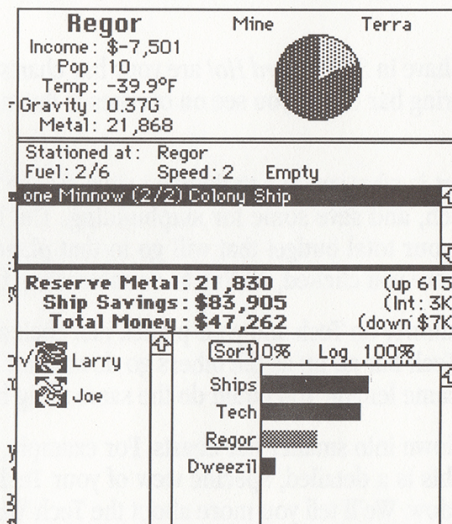 Regor
Mine Terra
Income: $-7,501
Pop: 10
Temp: -39.9°F
Gravity: 0.37G
Metal: 21,868
Stationed at: Regor
Fuel: 2/6 Speed: 2 Empty
one Minnow (2/2) Colony Ship
Reserve Metal: 21,830 (up 615
Ship Savings: $83,905 (Int: 3K
Total Money: $47,262 (down $7K
√ Larry
Joe
Sort 0% Log. 100%
Ships
Tech
Regor
Dweezil